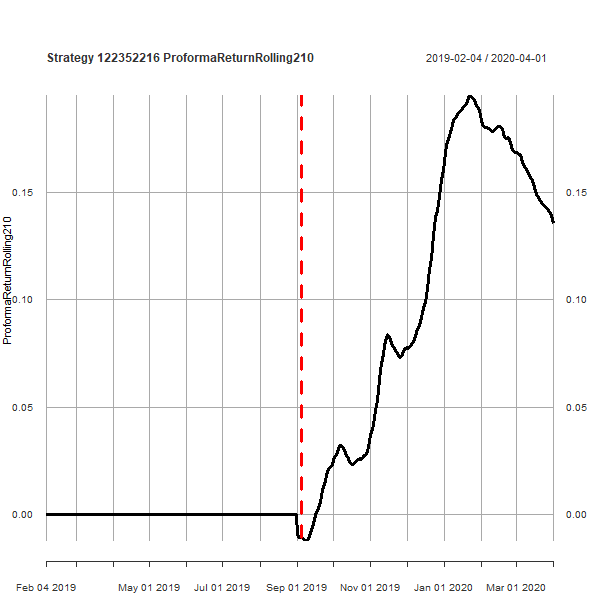 Strategy 122352216 ProformaReturnRolling210
2019-02-04 / 2020-04-01
ProformaReturnRolling210
0.15
0.15
0.10
0.10
0.05
0.05
0.00
0.00
Feb 04 2019
May 01 2019
Jul 01 2019
Sep 01 2019
Nov 01 2019
Jan 01 2020
Mar 01 2020